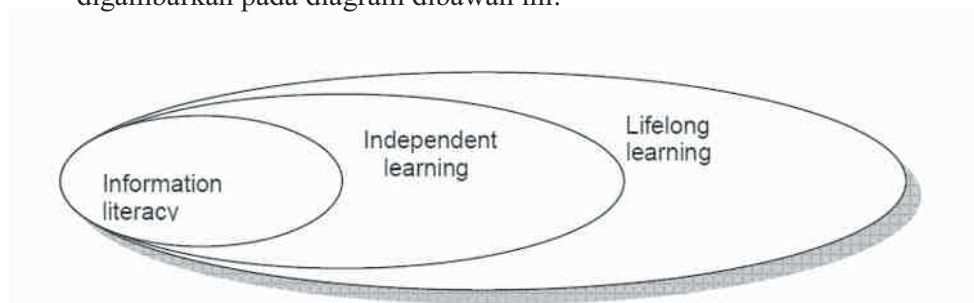 digambarkan pada diagram dibawah ini:
Independent
learning
Lifelong
learning
Information
literacy